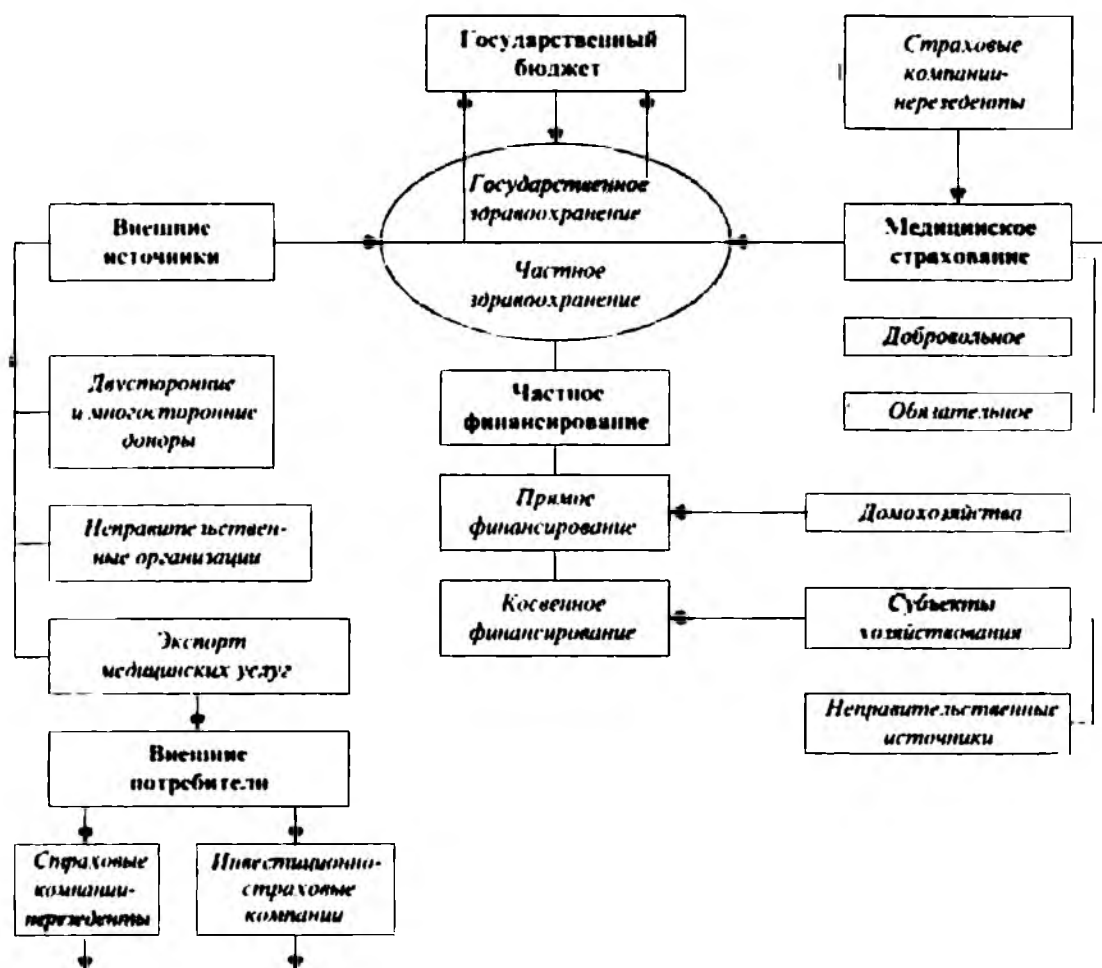 Государственный
бюджет
Страховые
компании-
нерезеденты
Государственное
здравоохранение
Внешние
источники
Медицинское
страхование
Частное
здравоохранение
Добровольное
Двусторонние
и многосторонние
доноры
Частное
финансирование
Обязательное
Прямое
финансирование
Домохозяйства
Неправительствен-
ные организации
Косвенное
финансирование
Субъекты
хозяйствования
Экспорт
медицинских услуг
Неправительственные
источники
Внешние
потребители
Страховые
компании-
нерезеденты
Инвестиционно-
страховые
компании